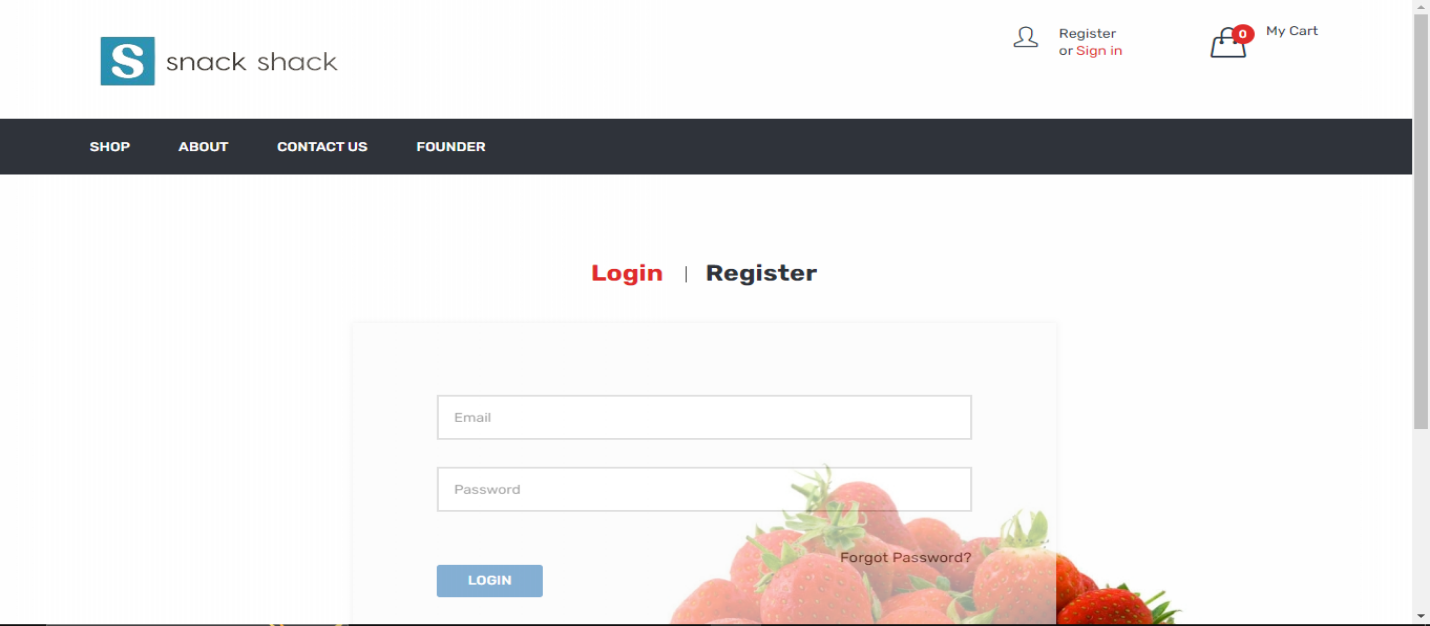 S snack shack
Register
or Sign in
0
My Cart
SHOP ABOUT CONTACT US FOUNDER
Login | Register
Email
Password
Forgot Password?
LOGIN